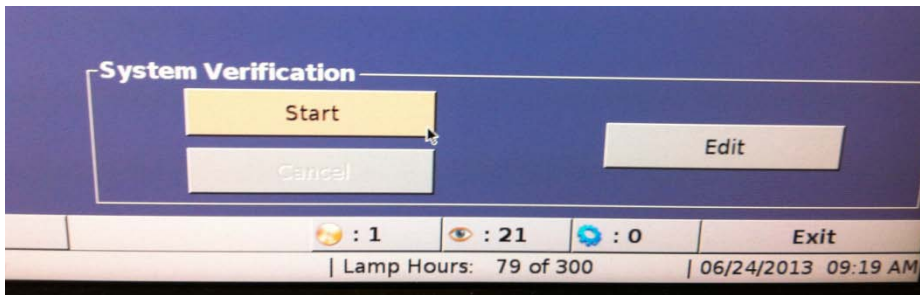 System Verification
Start
Edit
Cancel
: 1 : 21 : 0 Exit
| Lamp Hours: 79 of 300 | 06/24/2013 09:19 AM